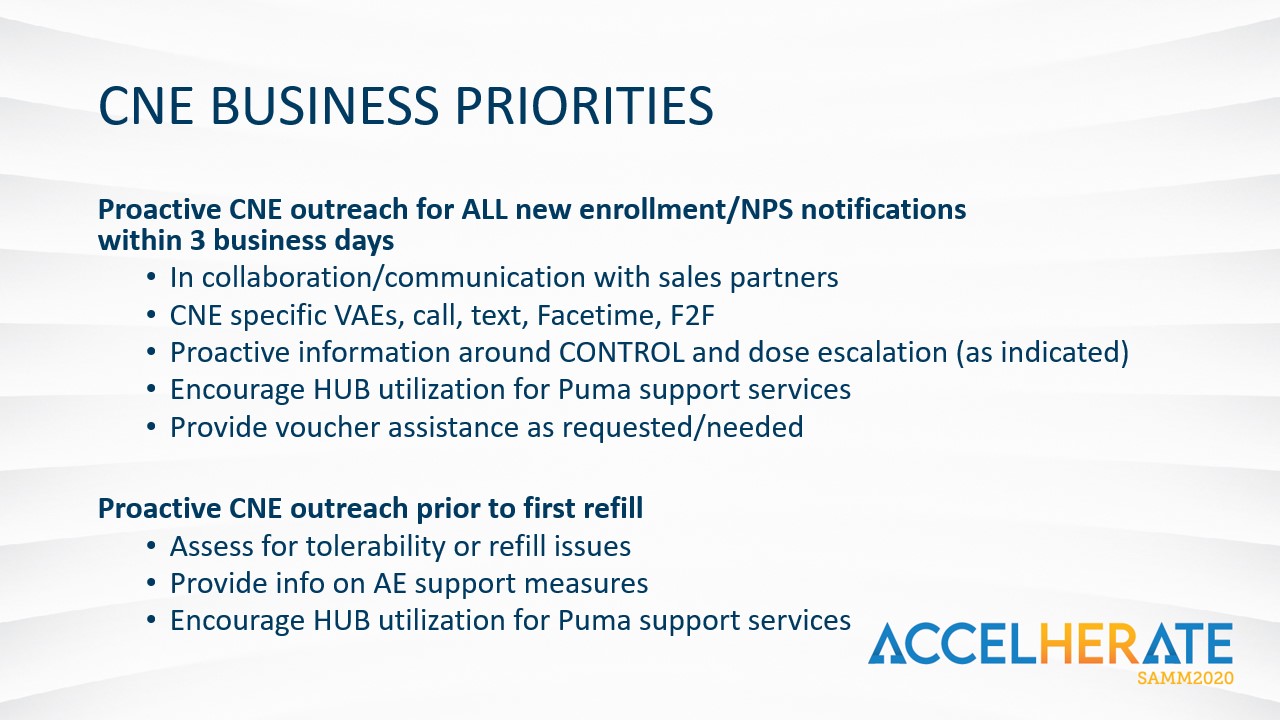 CNE BUSINESS PRIORITIES
Proactive CNE outreach for ALL new enrollment/NPS notifications
within 3 business days
• In collaboration/communication with sales partners
• CNE specific VAEs, call, text, Facetime, F2F
• Proactive information around CONTROL and dose escalation (as indicated)
• Encourage HUB utilization for Puma support services
• Provide voucher assistance as requested/needed
Proactive CNE outreach prior to first refill
• Assess for tolerability or refill issues
• Provide info on AE support measures
• Encourage HUB utilization for Puma support services
ACCELHERATE
SAMM2020